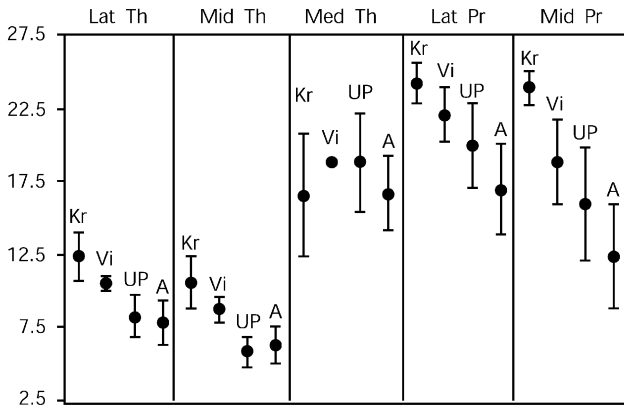 Lat Th Mid Th Med Th Lat Pr Mid Pr
27.5
22.5
17.5
12.5
7.5
2.5
Kr Vi UP A
Kr Vi UP A
Kr Vi UP A
Kr Vi UP A
Kr Vi UP A